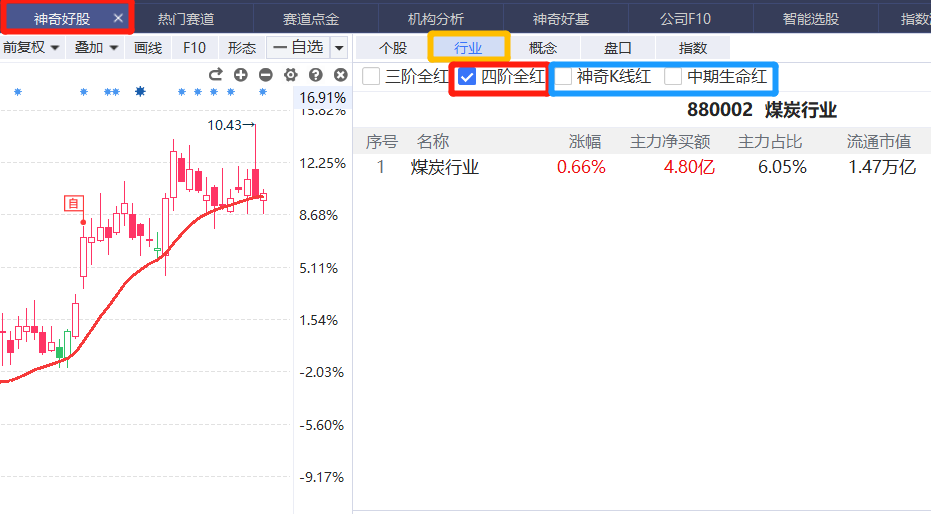 神奇好股 × 热门赛道 赛道点金 机构分析 神奇好基 公司F10 智能选股 指数
前复权 叠加 画线 F10 形态 自选 个股 行业 概念 盘口 指数
三阶全红 四阶全红 神奇K线红 中期生命红
16.91%
15.82%
880002 煤炭行业
10.43→
序号 名称 涨幅 主力净买额 主力占比 流通市值
12.25%
1 煤炭行业 0.66% 4.80亿 6.05% 1.47万亿
自
8.68%
5.11%
1.54%
-2.03%
-5.60%
-9.17%